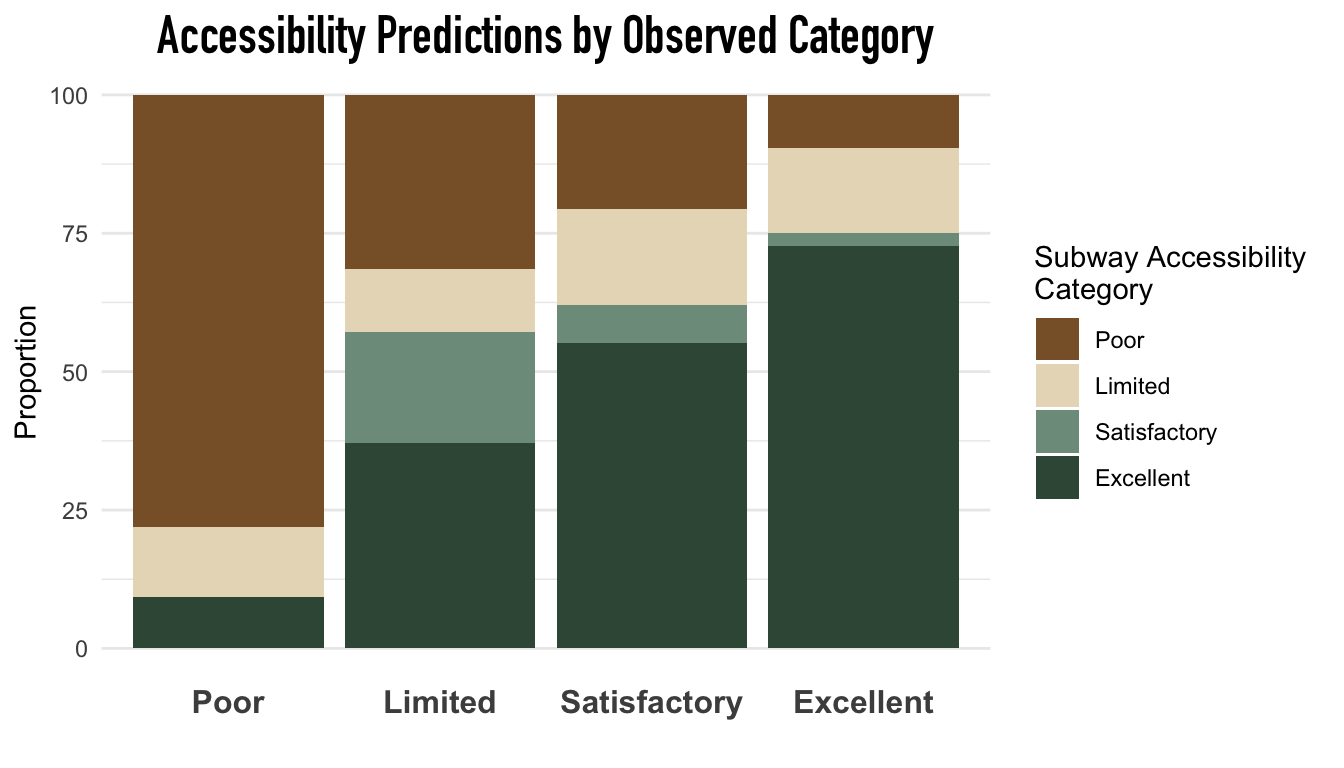 Accessibility Predictions by Observed Category
100
75
50
25
0
Proportion
Poor
Limited
Satisfactory
Excellent
Subway Accessibility
Category
Poor
Limited
Satisfactory
Excellent